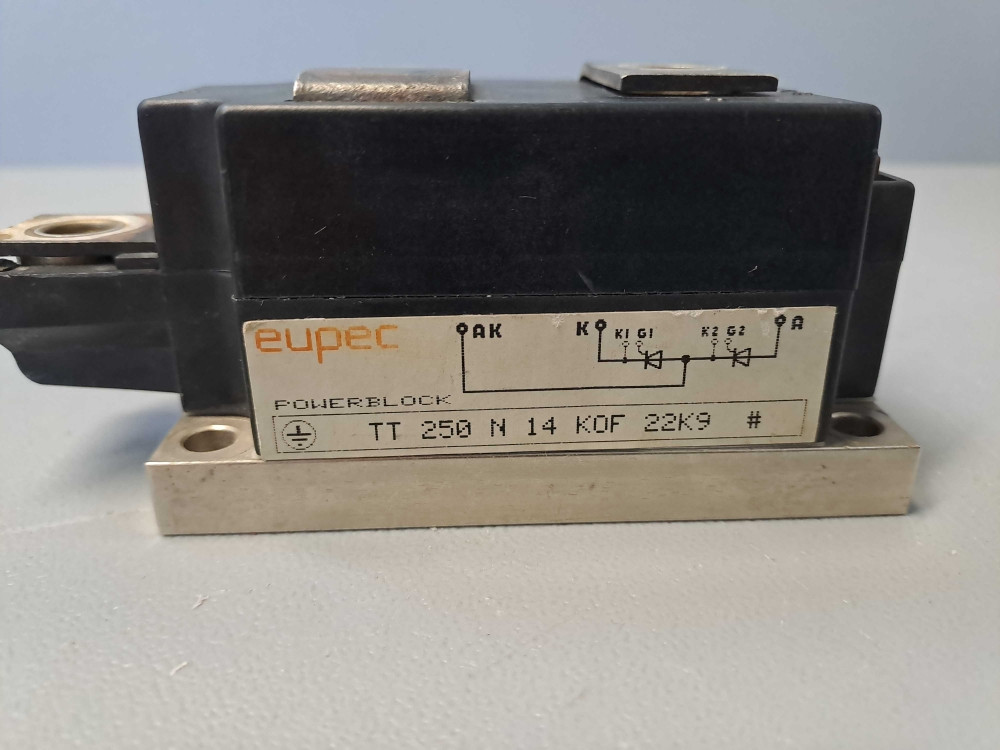 eupec
AK K K1 G1 K2 G2 A
POWERBLOCK
TT 250 N 14 KOF 22K9 #